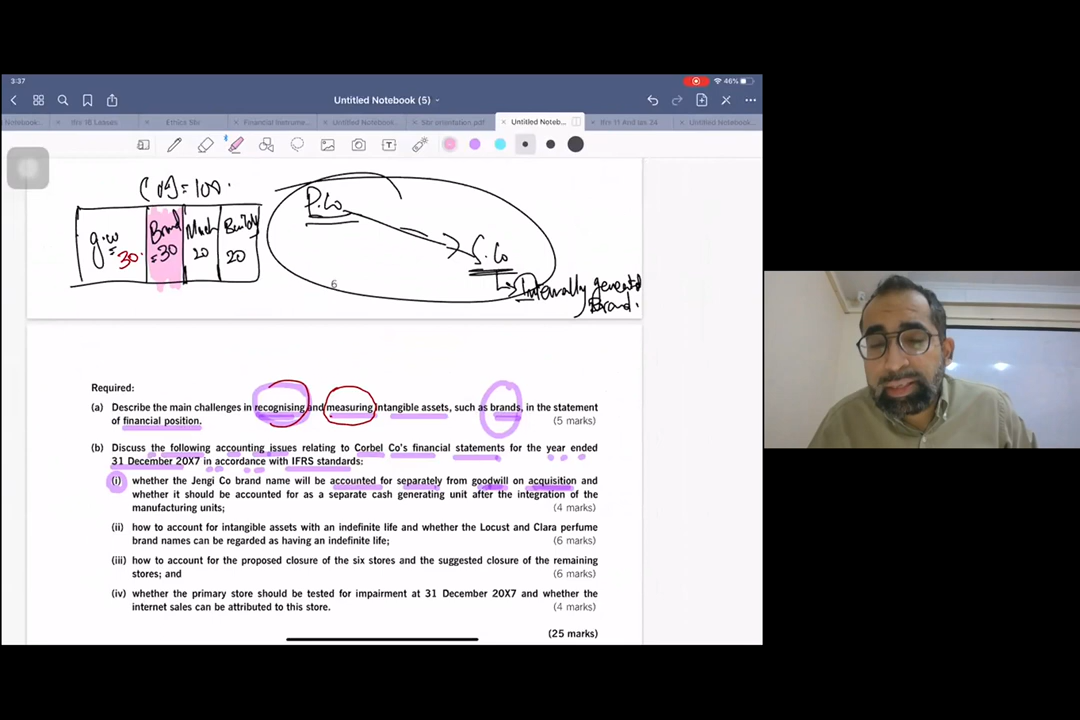 3:37
46%
Untitled Notebook (5)
Notebook... Ifrs 16 Leases Ethics Sbr Financial Instrume... Untitled Notebook... Sbr orientation pdf Untitled Noteb... Ifrs 11 And Ias 24 Untitled Notebook...
= 100.
P.Co
g.w = 30.
Brand = 30
Mach 20
20
S.Co
6
Internally generated
Brand.
Required:
(a) Describe the main challenges in recognising and measuring intangible assets, such as brands, in the statement
of financial position. (5 marks)
(b) Discuss the following accounting issues relating to Corbel Co's financial statements for the year ended
31 December 20X7 in accordance with IFRS standards:
(i) whether the Jengi Co brand name will be accounted for separately from goodwill on acquisition and
whether it should be accounted for as a separate cash generating unit after the integration of the
manufacturing units; (4 marks)
(ii) how to account for intangible assets with an indefinite life and whether the Locust and Clara perfume
brand names can be regarded as having an indefinite life; (6 marks)
(iii) how to account for the proposed closure of the six stores and the suggested closure of the remaining
stores; and (6 marks)
(iv) whether the primary store should be tested for impairment at 31 December 20X7 and whether the
internet sales can be attributed to this store. (4 marks)
(25 marks)